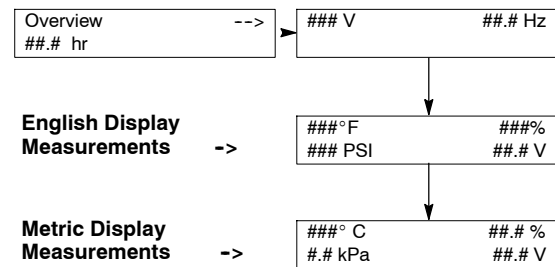 Overview -->
##.# hr
### V ##.# Hz
English Display
Measurements ->
###°F ###%
### PSI ##.# V
Metric Display
Measurements ->
###° C ##.# %
#.# kPa ##.# V